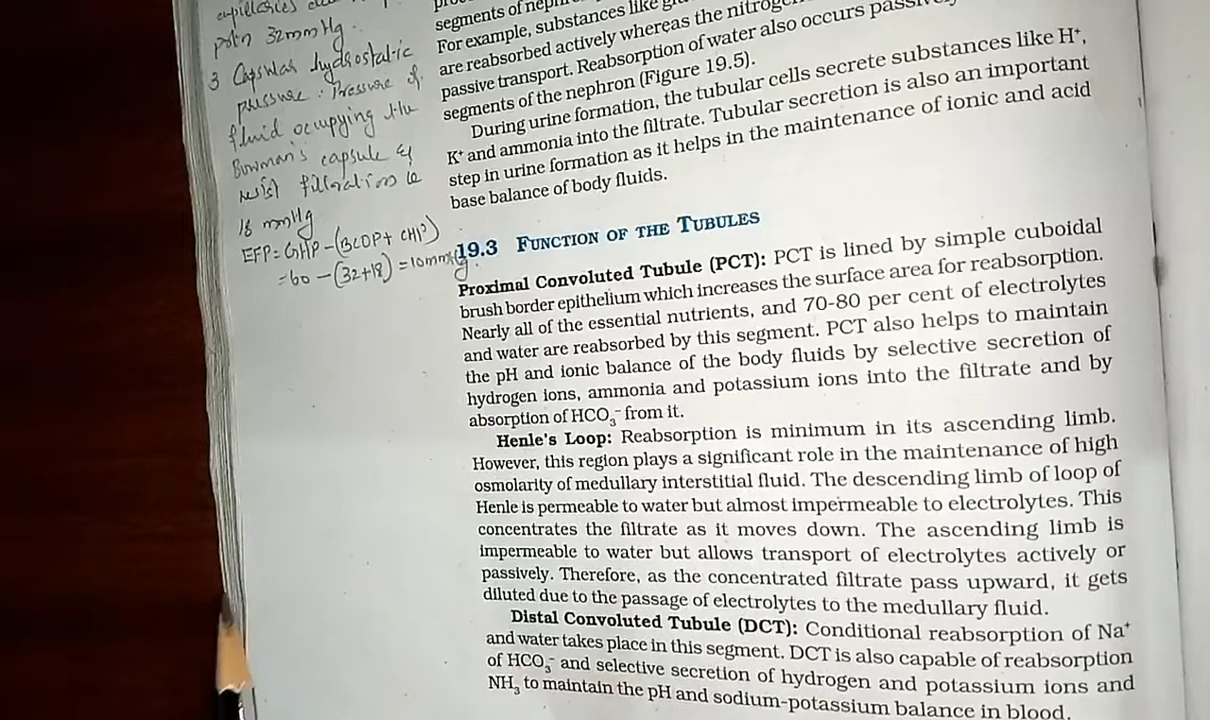 capillaries
potn 32mmHg.
3 Capsular hydrostatic
pressure: Pressure of
fluid occupying the
Bowman's capsule &
resist filtration is
18 mmHg
EFP = GHP - (BCOP + CHP)
= 60 - (32+18) = 10mmHg.
segments of
For example, substances like
are reabsorbed actively whereas the
passive transport. Reabsorption of water also occurs
segments of the nephron (Figure 19.5).
During urine formation, the tubular cells secrete substances like H⁺,
K⁺ and ammonia into the filtrate. Tubular secretion is also an important
step in urine formation as it helps in the maintenance of ionic and acid
base balance of body fluids.
19.3 FUNCTION OF THE TUBULES
Proximal Convoluted Tubule (PCT): PCT is lined by simple cuboidal
brush border epithelium which increases the surface area for reabsorption.
Nearly all of the essential nutrients, and 70-80 per cent of electrolytes
and water are reabsorbed by this segment. PCT also helps to maintain
the pH and ionic balance of the body fluids by selective secretion of
hydrogen ions, ammonia and potassium ions into the filtrate and by
absorption of HCO₃⁻ from it.
Henle's Loop: Reabsorption is minimum in its ascending limb.
However, this region plays a significant role in the maintenance of high
osmolarity of medullary interstitial fluid. The descending limb of loop of
Henle is permeable to water but almost impermeable to electrolytes. This
concentrates the filtrate as it moves down. The ascending limb is
impermeable to water but allows transport of electrolytes actively or
passively. Therefore, as the concentrated filtrate pass upward, it gets
diluted due to the passage of electrolytes to the medullary fluid.
Distal Convoluted Tubule (DCT): Conditional reabsorption of Na⁺
and water takes place in this segment. DCT is also capable of reabsorption
of HCO₃⁻ and selective secretion of hydrogen and potassium ions and
NH₃ to maintain the pH and sodium-potassium balance in blood.